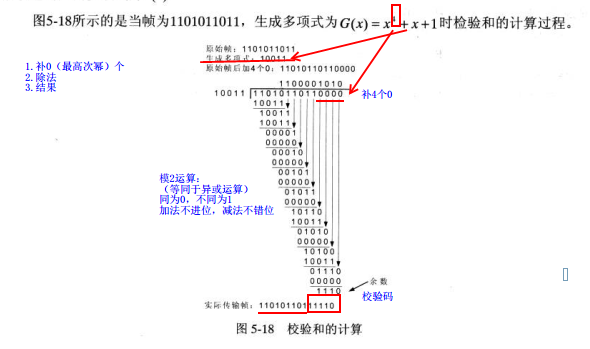 图5-18所示的是当帧为1101011011，生成多项式为G(x)=x⁴+x+1时检验和的计算过程。
原始帧：1101011011
生成多项式：10011
原始帧后加4个0：11010110110000
1.补0（最高次幂）个
2.除法
3.结果
1100001010
10011 11010110110000
补4个0
10011
10011
10011
00001
00000
00010
00000
00101
00000
01011
00000
10110
10011
01010
00000
10100
10011
01110
00000
1110
模2运算：
（等同于异或运算）
同为0，不同为1
加法不进位，减法不错位
余数
校验码
实际传输帧：11010110111110
图 5-18 校验和的计算